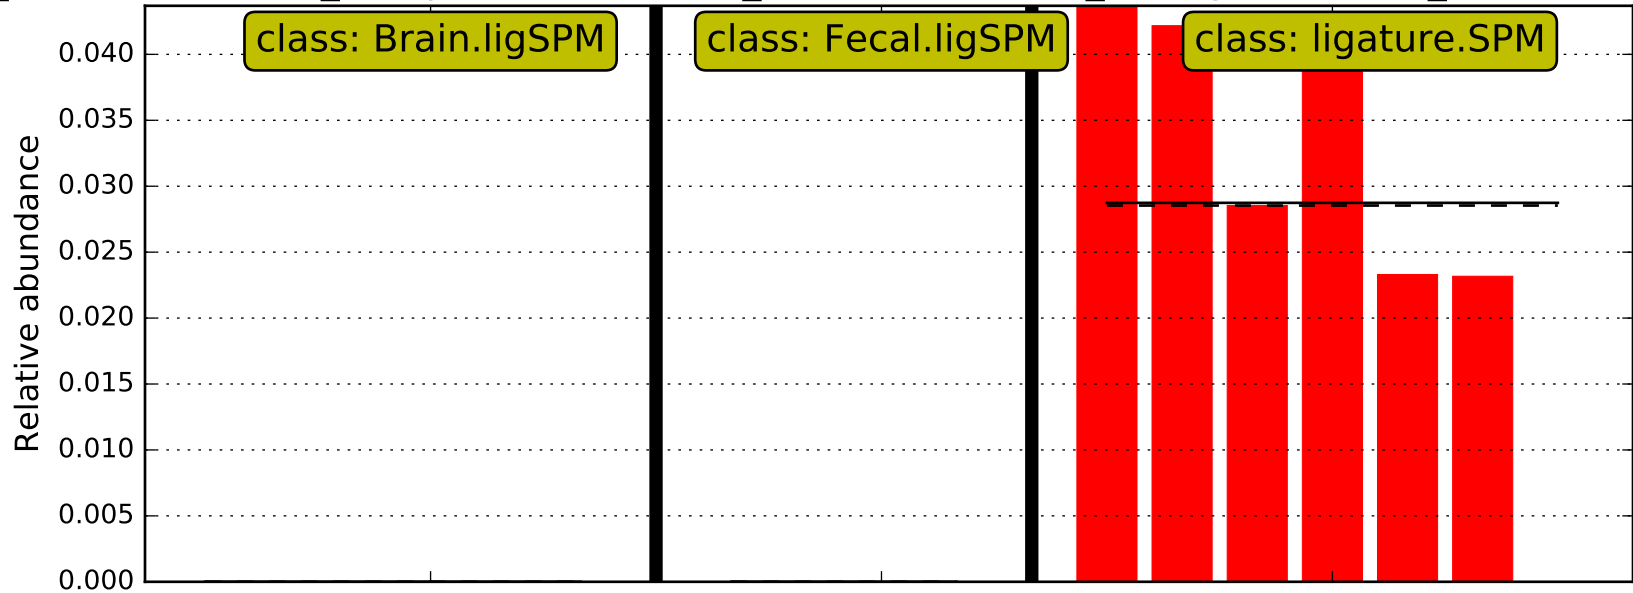 class: Brain.ligSPM
class: Fecal.ligSPM
class: ligature.SPM
Relative abundance
0.040
0.035
0.030
0.025
0.020
0.015
0.010
0.005
0.000